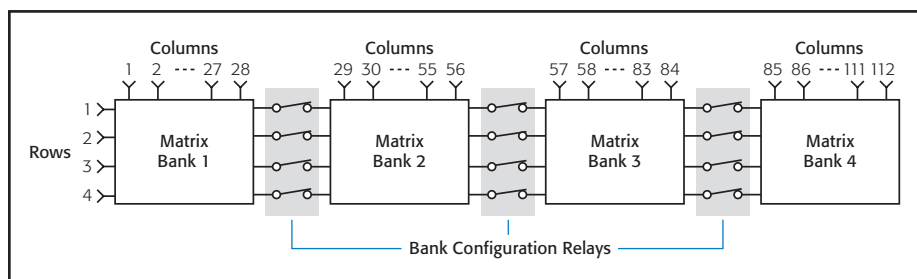 Columns Columns Columns Columns
1 2 --- 27 28 29 30 --- 55 56 57 58 --- 83 84 85 86 --- 111 112
1
2
Rows
3
4
Matrix Bank 1
Matrix Bank 2
Matrix Bank 3
Matrix Bank 4
Bank Configuration Relays